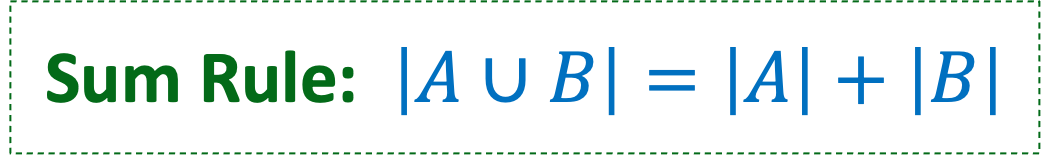 Sum Rule: |A ∪ B| = |A| + |B|